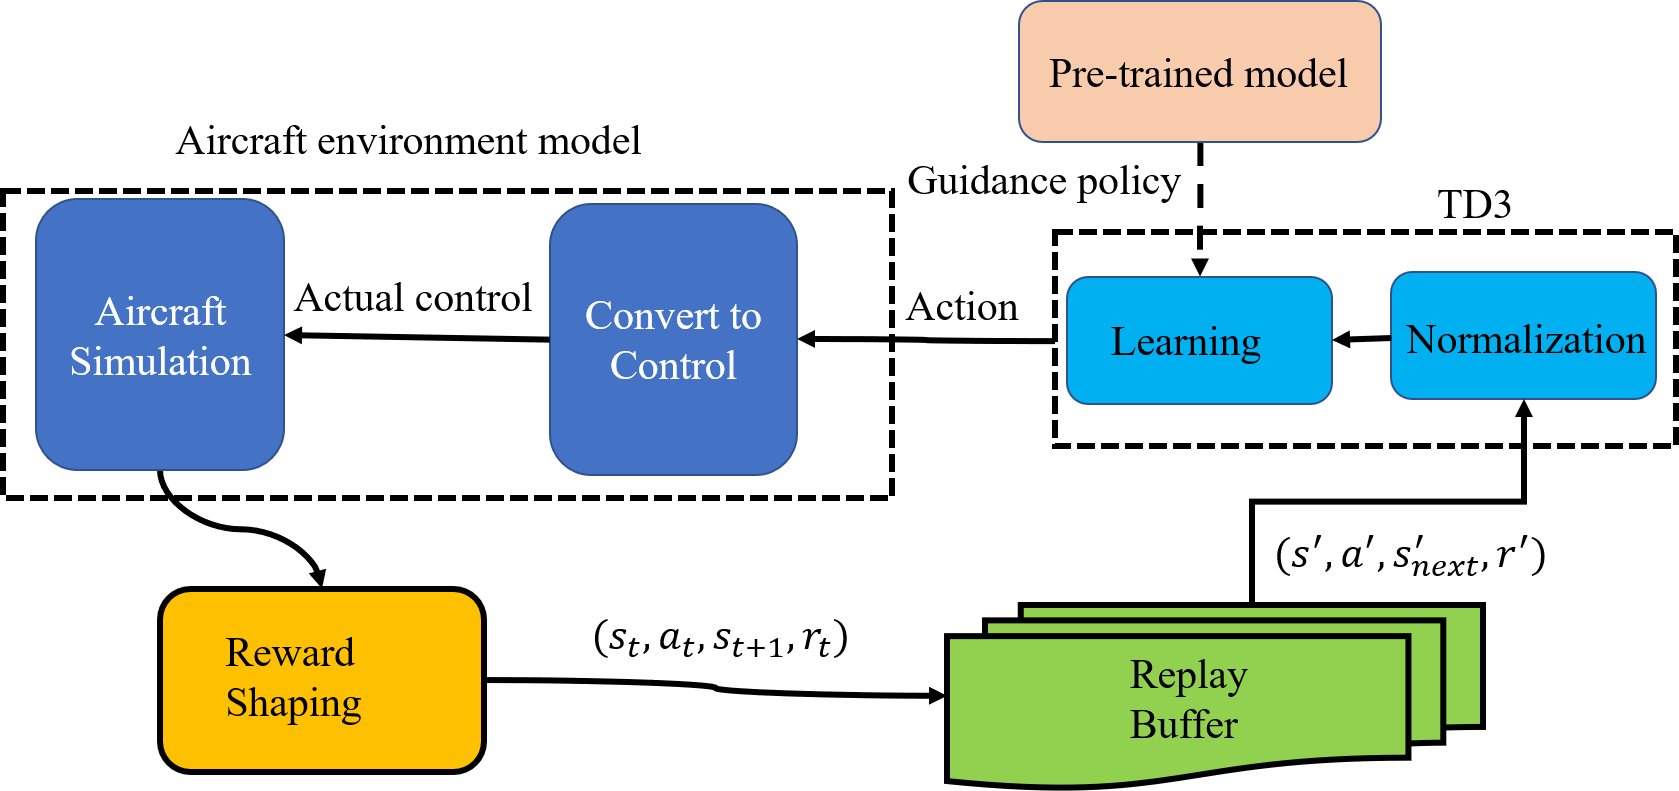 Pre-trained model
Aircraft environment model
Guidance policy
TD3
Aircraft
Simulation
Actual control
Convert to
Control
Action
Learning
Normalization
(s′, a′, s′_{next}, r′)
Reward
Shaping
(s_t, a_t, s_{t+1}, r_t)
Replay
Buffer